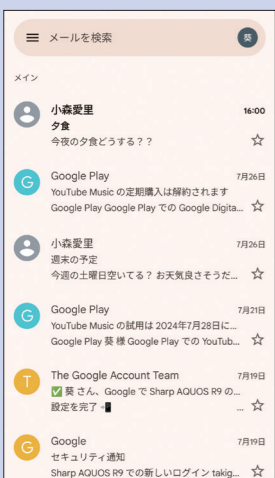 メールを検索
葵
メイン
小森愛里 16:00
夕食
今夜の夕食どうする？？
G
Google Play 7月26日
YouTube Music の定期購入は解約されます
Google Play Google Play での Google Digita...
小森愛里 7月26日
週末の予定
今週の土曜日空いてる？ お天気良さそうだ...
G
Google Play 7月21日
YouTube Music の試用は 2024年7月28日に...
Google Play 葵 様 Google Play での YouTub...
T
The Google Account Team 7月19日
✅ 葵 さん、Google で Sharp AQUOS R9 の...
設定を完了 📲 ...
G
Google 7月19日
セキュリティ通知
Sharp AQUOS R9 での新しいログイン takig...